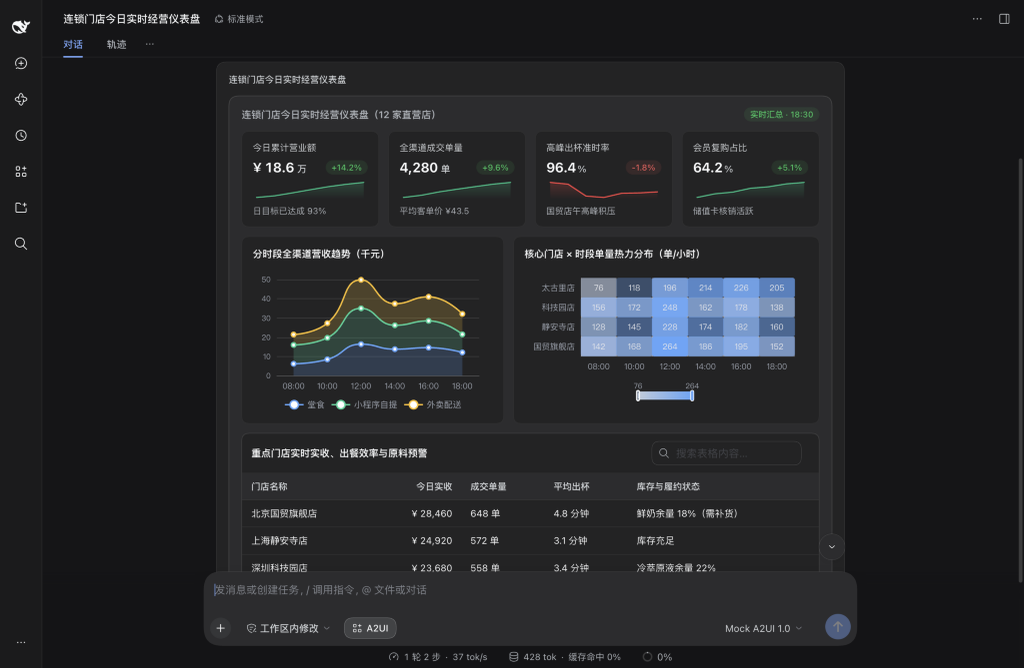 连锁门店今日实时经营仪表盘 标准模式
对话 轨迹 ···
连锁门店今日实时经营仪表盘
连锁门店今日实时经营仪表盘（12 家直营店） 实时汇总 · 18:30
今日累计营业额
¥ 18.6 万 +14.2%
日目标已达成 93%
全渠道成交单量
4,280 单 +9.6%
平均客单价 ¥43.5
高峰出杯准时率
96.4 % -1.8%
国贸店午高峰积压
会员复购占比
64.2 % +5.1%
储值卡核销活跃
分时段全渠道营收趋势（千元）
50
40
30
20
10
0
08:00 10:00 12:00 14:00 16:00 18:00
堂食 小程序自提 外卖配送
核心门店 × 时段单量热力分布（单/小时）
太古里店 76 118 196 214 226 205
科技园店 156 172 248 162 178 138
静安寺店 128 145 228 174 182 160
国贸旗舰店 142 168 264 186 195 152
08:00 10:00 12:00 14:00 16:00 18:00
76 264
重点门店实时实收、出餐效率与原料预警 搜索表格内容...
门店名称 今日实收 成交单量 平均出杯 库存与履约状态
北京国贸旗舰店 ¥ 28,460 648 单 4.8 分钟 鲜奶余量 18%（需补货）
上海静安寺店 ¥ 24,920 572 单 3.1 分钟 库存充足
深圳科技园店 ¥ 23,680 558 单 3.4 分钟 冷萃原液余量 22%
发消息或创建任务, / 调用指令, @ 文件或对话
工作区内修改 A2UI Mock A2UI 1.0
1 轮 2 步 · 37 tok/s 428 tok · 缓存命中 0% 0%